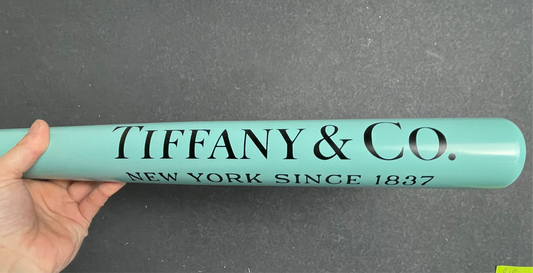 TIFFANY & CO.
NEW YORK SINCE 1837